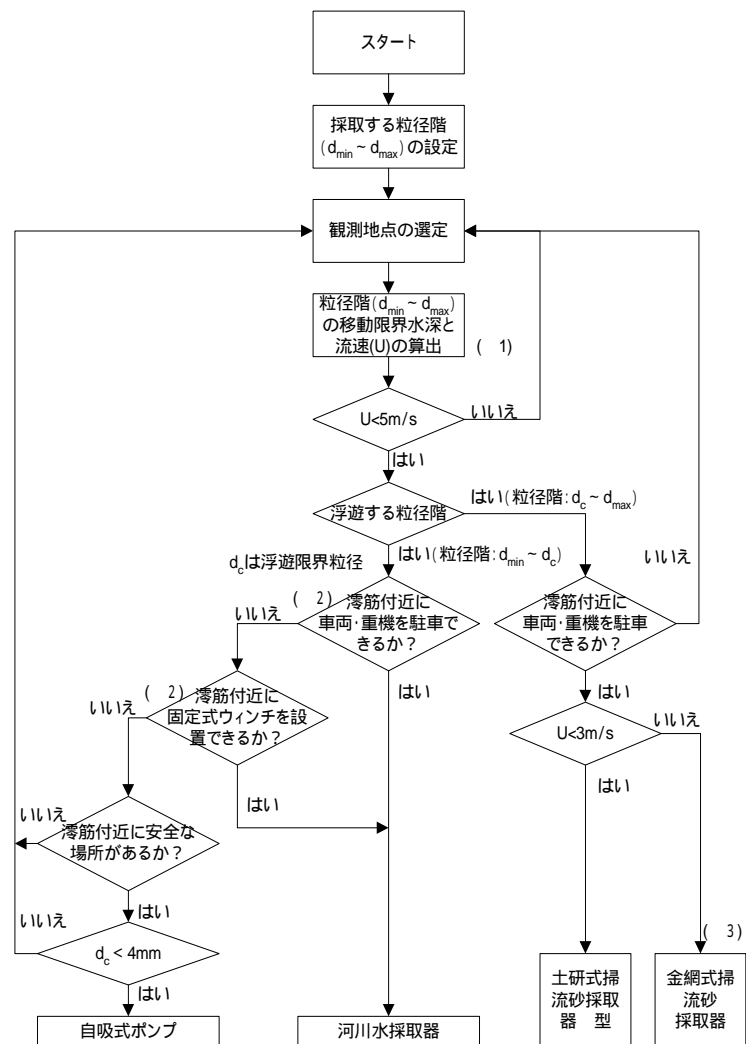 スタート
採取する粒径階
(dmin ~ dmax)の設定
観測地点の選定
粒径階(dmin ~ dmax)
の移動限界水深と
流速(U)の算出
( 1)
U<5m/s
いいえ
はい
浮遊する粒径階
はい(粒径階:dc ~ dmax)
はい(粒径階:dmin ~ dc)
dcは浮遊限界粒径
いいえ
( 2)
いいえ
澪筋付近に
車両・重機を駐車で
きるか?
はい
澪筋付近に
車両・重機を駐車
できるか?
はい
( 2)
いいえ
澪筋付近に
固定式ウィンチを設
置できるか?
はい
U<3m/s
いいえ
はい
いいえ
澪筋付近に安全な
場所があるか?
はい
いいえ
dc < 4mm
はい
( 3)
土研式掃
流砂採取
器 型
金網式掃
流砂
採取器
自吸式ポンプ
河川水採取器